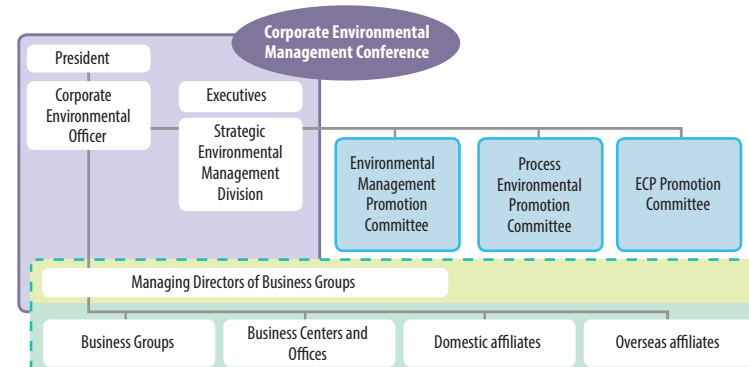 Corporate Environmental
Management Conference
President
Corporate
Environmental
Officer
Executives
Strategic
Environmental
Management
Division
Environmental
Management
Promotion
Committee
Process
Environmental
Promotion
Committee
ECP Promotion
Committee
Managing Directors of Business Groups
Business Groups
Business Centers and
Offices
Domestic affiliates
Overseas affiliates